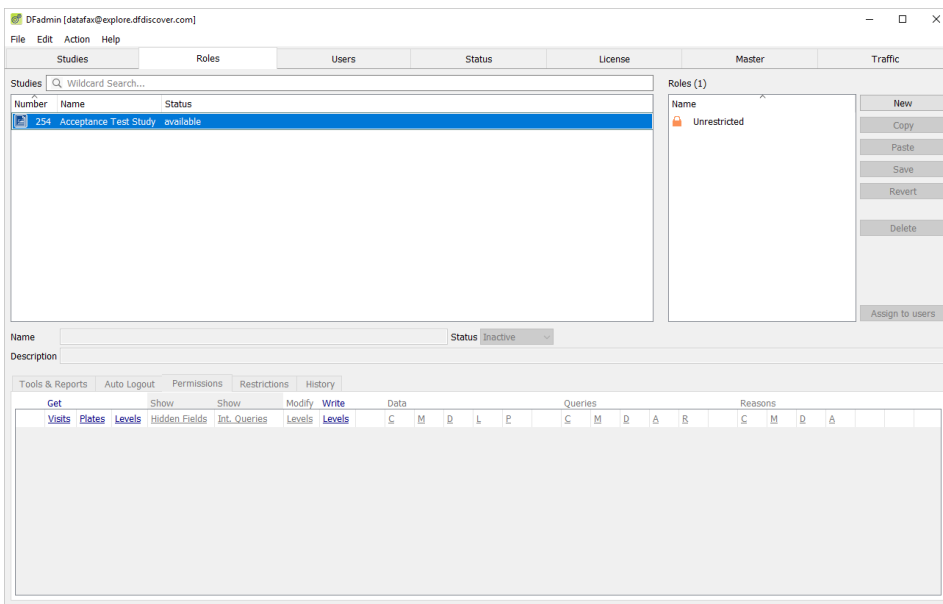 DFadmin [datafax@explore.dfdiscover.com]
File Edit Action Help
Studies Roles Users Status License Master Traffic
Studies Wildcard Search... Roles (1)
Number Name Status Name New
254 Acceptance Test Study available Unrestricted Copy
Paste
Save
Revert
Delete
Assign to users
Name Status Inactive
Description
Tools & Reports Auto Logout Permissions Restrictions History
Get Show Show Modify Write Data Queries Reasons
Visits Plates Levels Hidden Fields Int. Queries Levels Levels C M D L P C M D A R C M D A